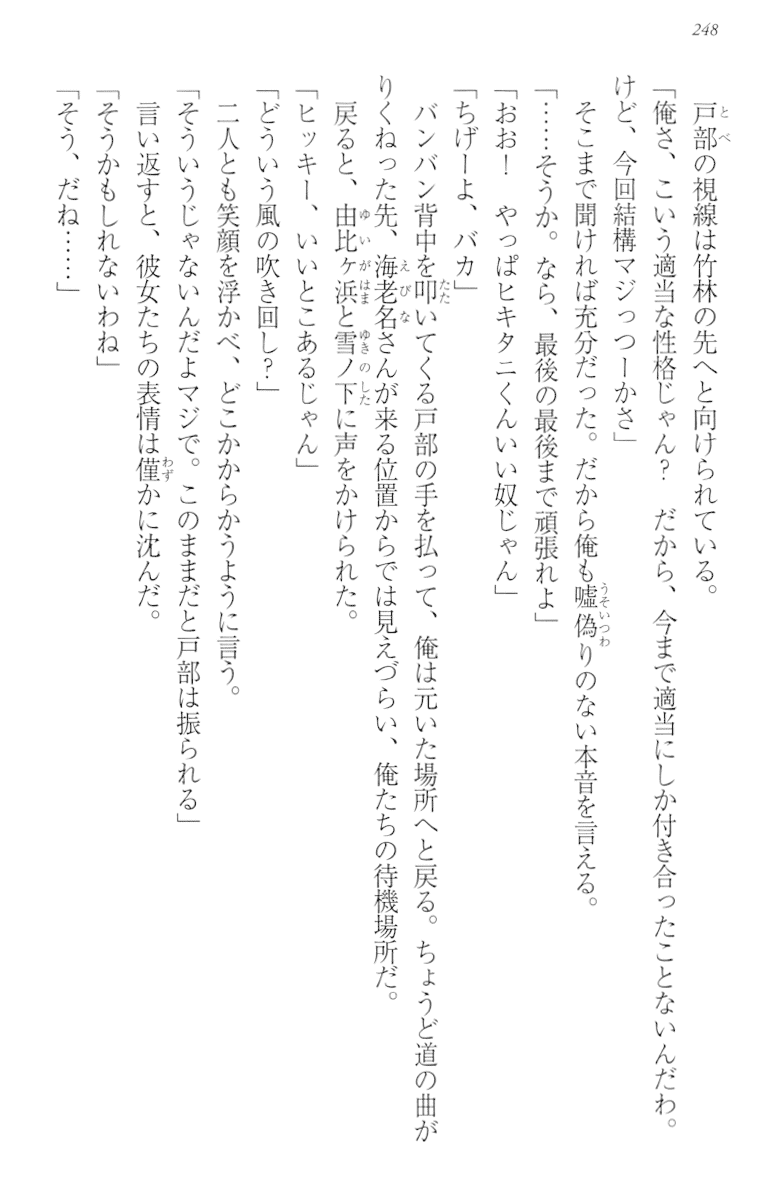 248
戸部の視線は竹林の先へと向けられている。
「俺さ、こういう適当な性格じゃん？　だから、今まで適当にしか付き合ったことないんだわ。
けど、今回結構マジっつーかさ」
そこまで聞ければ充分だった。だから俺も嘘偽りのない本音を言える。
「……そうか。なら、最後の最後まで頑張れよ」
「おお！　やっぱヒキタニくんいい奴じゃん」
「ちげーよ、バカ」
バンバン背中を叩いてくる戸部の手を払って、俺は元いた場所へと戻る。ちょうど道の曲が
りくねった先、海老名さんが来る位置からでは見えづらい、俺たちの待機場所だ。
戻ると、由比ヶ浜と雪ノ下に声をかけられた。
「ヒッキー、いいとこあるじゃん」
「どういう風の吹き回し？」
二人とも笑顔を浮かべ、どこかからかうように言う。
「そういうじゃないんだよマジで。このままだと戸部は振られる」
言い返すと、彼女たちの表情は僅かに沈んだ。
「そうかもしれないわね」
「そう、だね……」